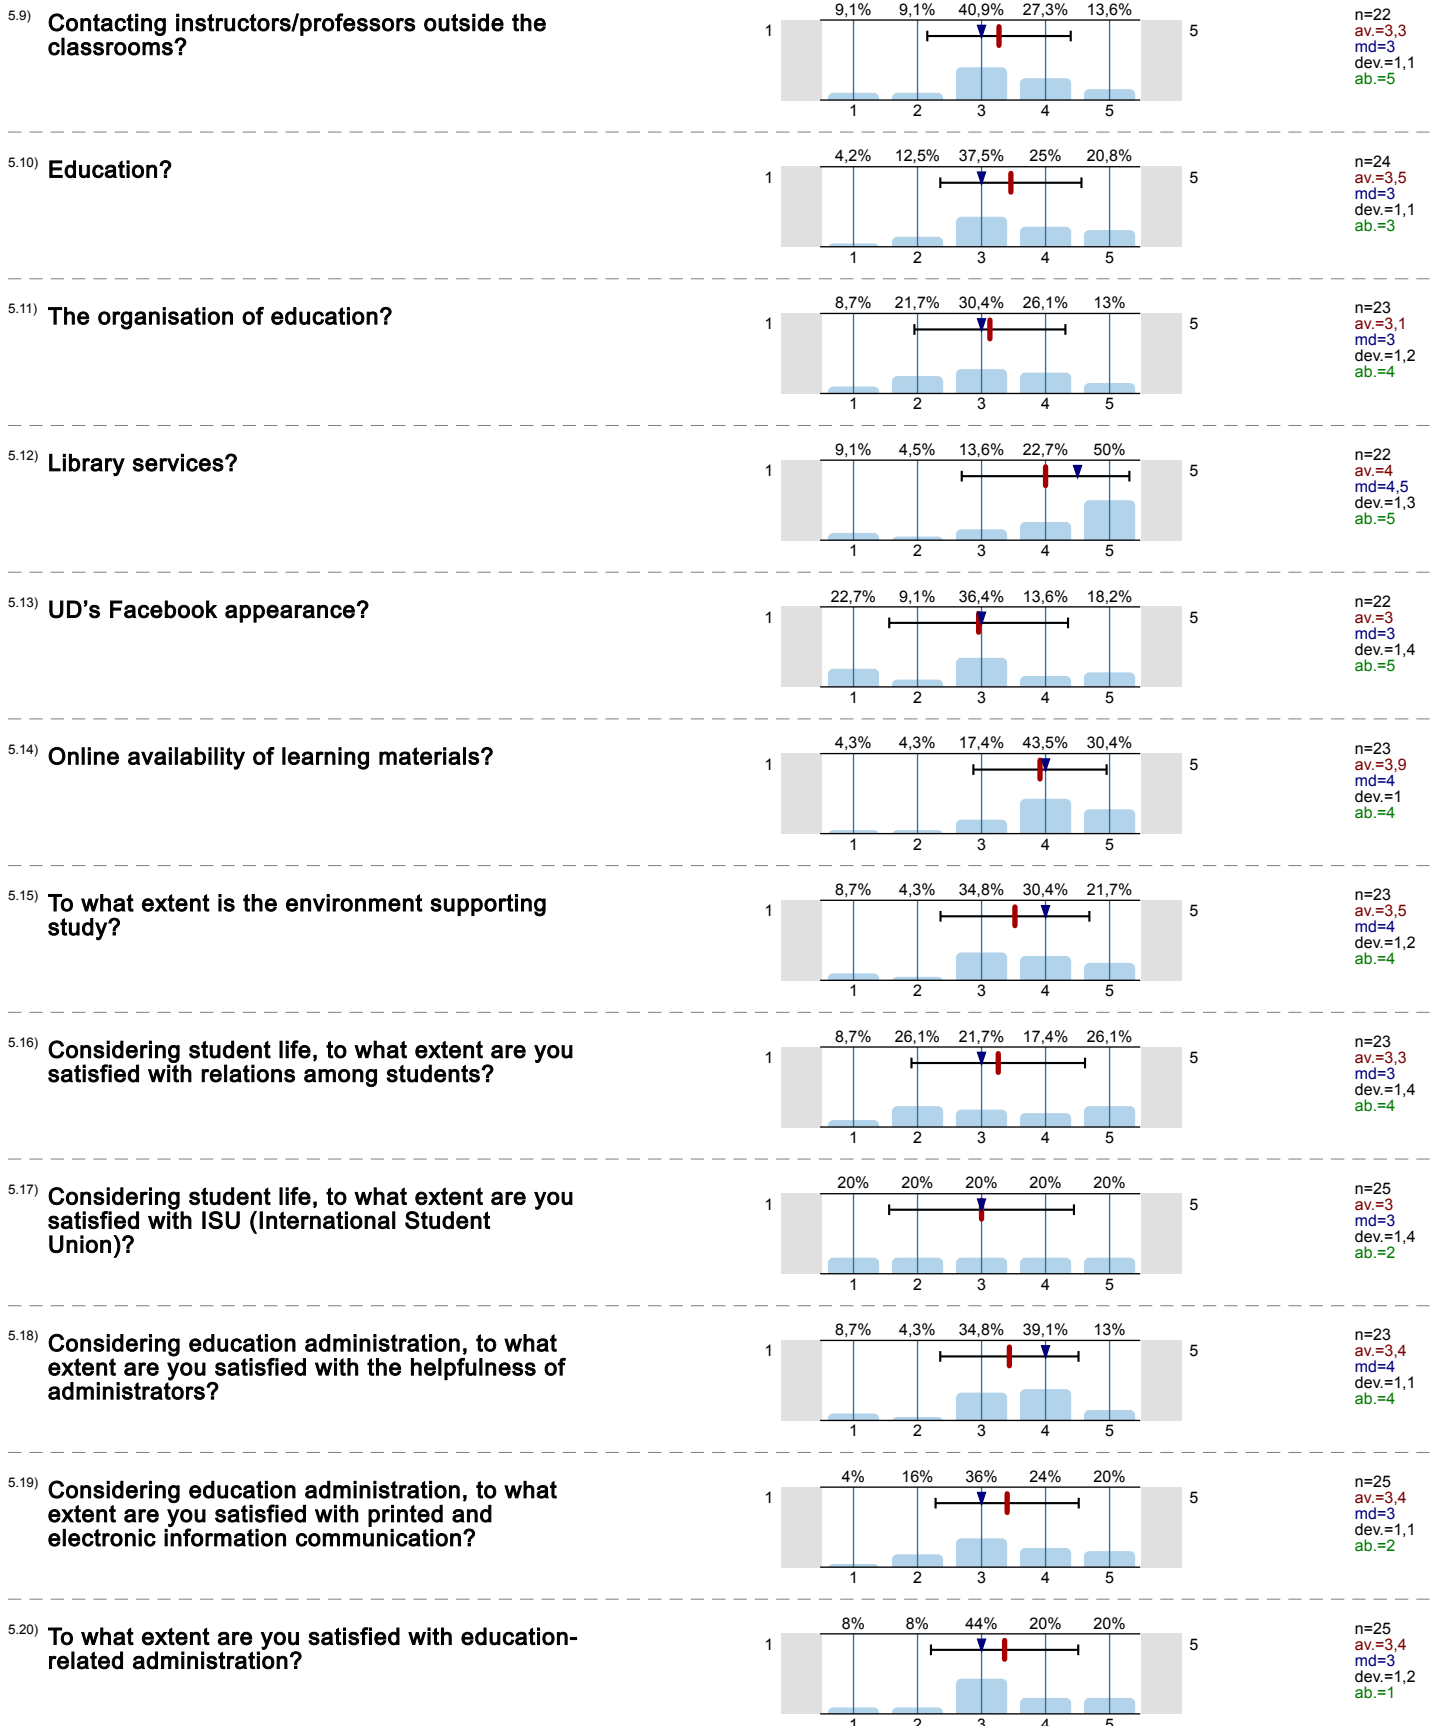 5.9) Contacting instructors/professors outside the
classrooms?
9,1% 9,1% 40,9% 27,3% 13,6%
1 5
1 2 3 4 5
n=22
av.=3,3
md=3
dev.=1,1
ab.=5
5.10) Education?
4,2% 12,5% 37,5% 25% 20,8%
1 5
1 2 3 4 5
n=24
av.=3,5
md=3
dev.=1,1
ab.=3
5.11) The organisation of education?
8,7% 21,7% 30,4% 26,1% 13%
1 5
1 2 3 4 5
n=23
av.=3,1
md=3
dev.=1,2
ab.=4
5.12) Library services?
9,1% 4,5% 13,6% 22,7% 50%
1 5
1 2 3 4 5
n=22
av.=4
md=4,5
dev.=1,3
ab.=5
5.13) UD's Facebook appearance?
22,7% 9,1% 36,4% 13,6% 18,2%
1 5
1 2 3 4 5
n=22
av.=3
md=3
dev.=1,4
ab.=5
5.14) Online availability of learning materials?
4,3% 4,3% 17,4% 43,5% 30,4%
1 5
1 2 3 4 5
n=23
av.=3,9
md=4
dev.=1
ab.=4
5.15) To what extent is the environment supporting
study?
8,7% 4,3% 34,8% 30,4% 21,7%
1 5
1 2 3 4 5
n=23
av.=3,5
md=4
dev.=1,2
ab.=4
5.16) Considering student life, to what extent are you
satisfied with relations among students?
8,7% 26,1% 21,7% 17,4% 26,1%
1 5
1 2 3 4 5
n=23
av.=3,3
md=3
dev.=1,4
ab.=4
5.17) Considering student life, to what extent are you
satisfied with ISU (International Student
Union)?
20% 20% 20% 20% 20%
1 5
1 2 3 4 5
n=25
av.=3
md=3
dev.=1,4
ab.=2
5.18) Considering education administration, to what
extent are you satisfied with the helpfulness of
administrators?
8,7% 4,3% 34,8% 39,1% 13%
1 5
1 2 3 4 5
n=23
av.=3,4
md=4
dev.=1,1
ab.=4
5.19) Considering education administration, to what
extent are you satisfied with printed and
electronic information communication?
4% 16% 36% 24% 20%
1 5
1 2 3 4 5
n=25
av.=3,4
md=3
dev.=1,1
ab.=2
5.20) To what extent are you satisfied with education-
related administration?
8% 8% 44% 20% 20%
1 5
1 2 3 4 5
n=25
av.=3,4
md=3
dev.=1,2
ab.=1